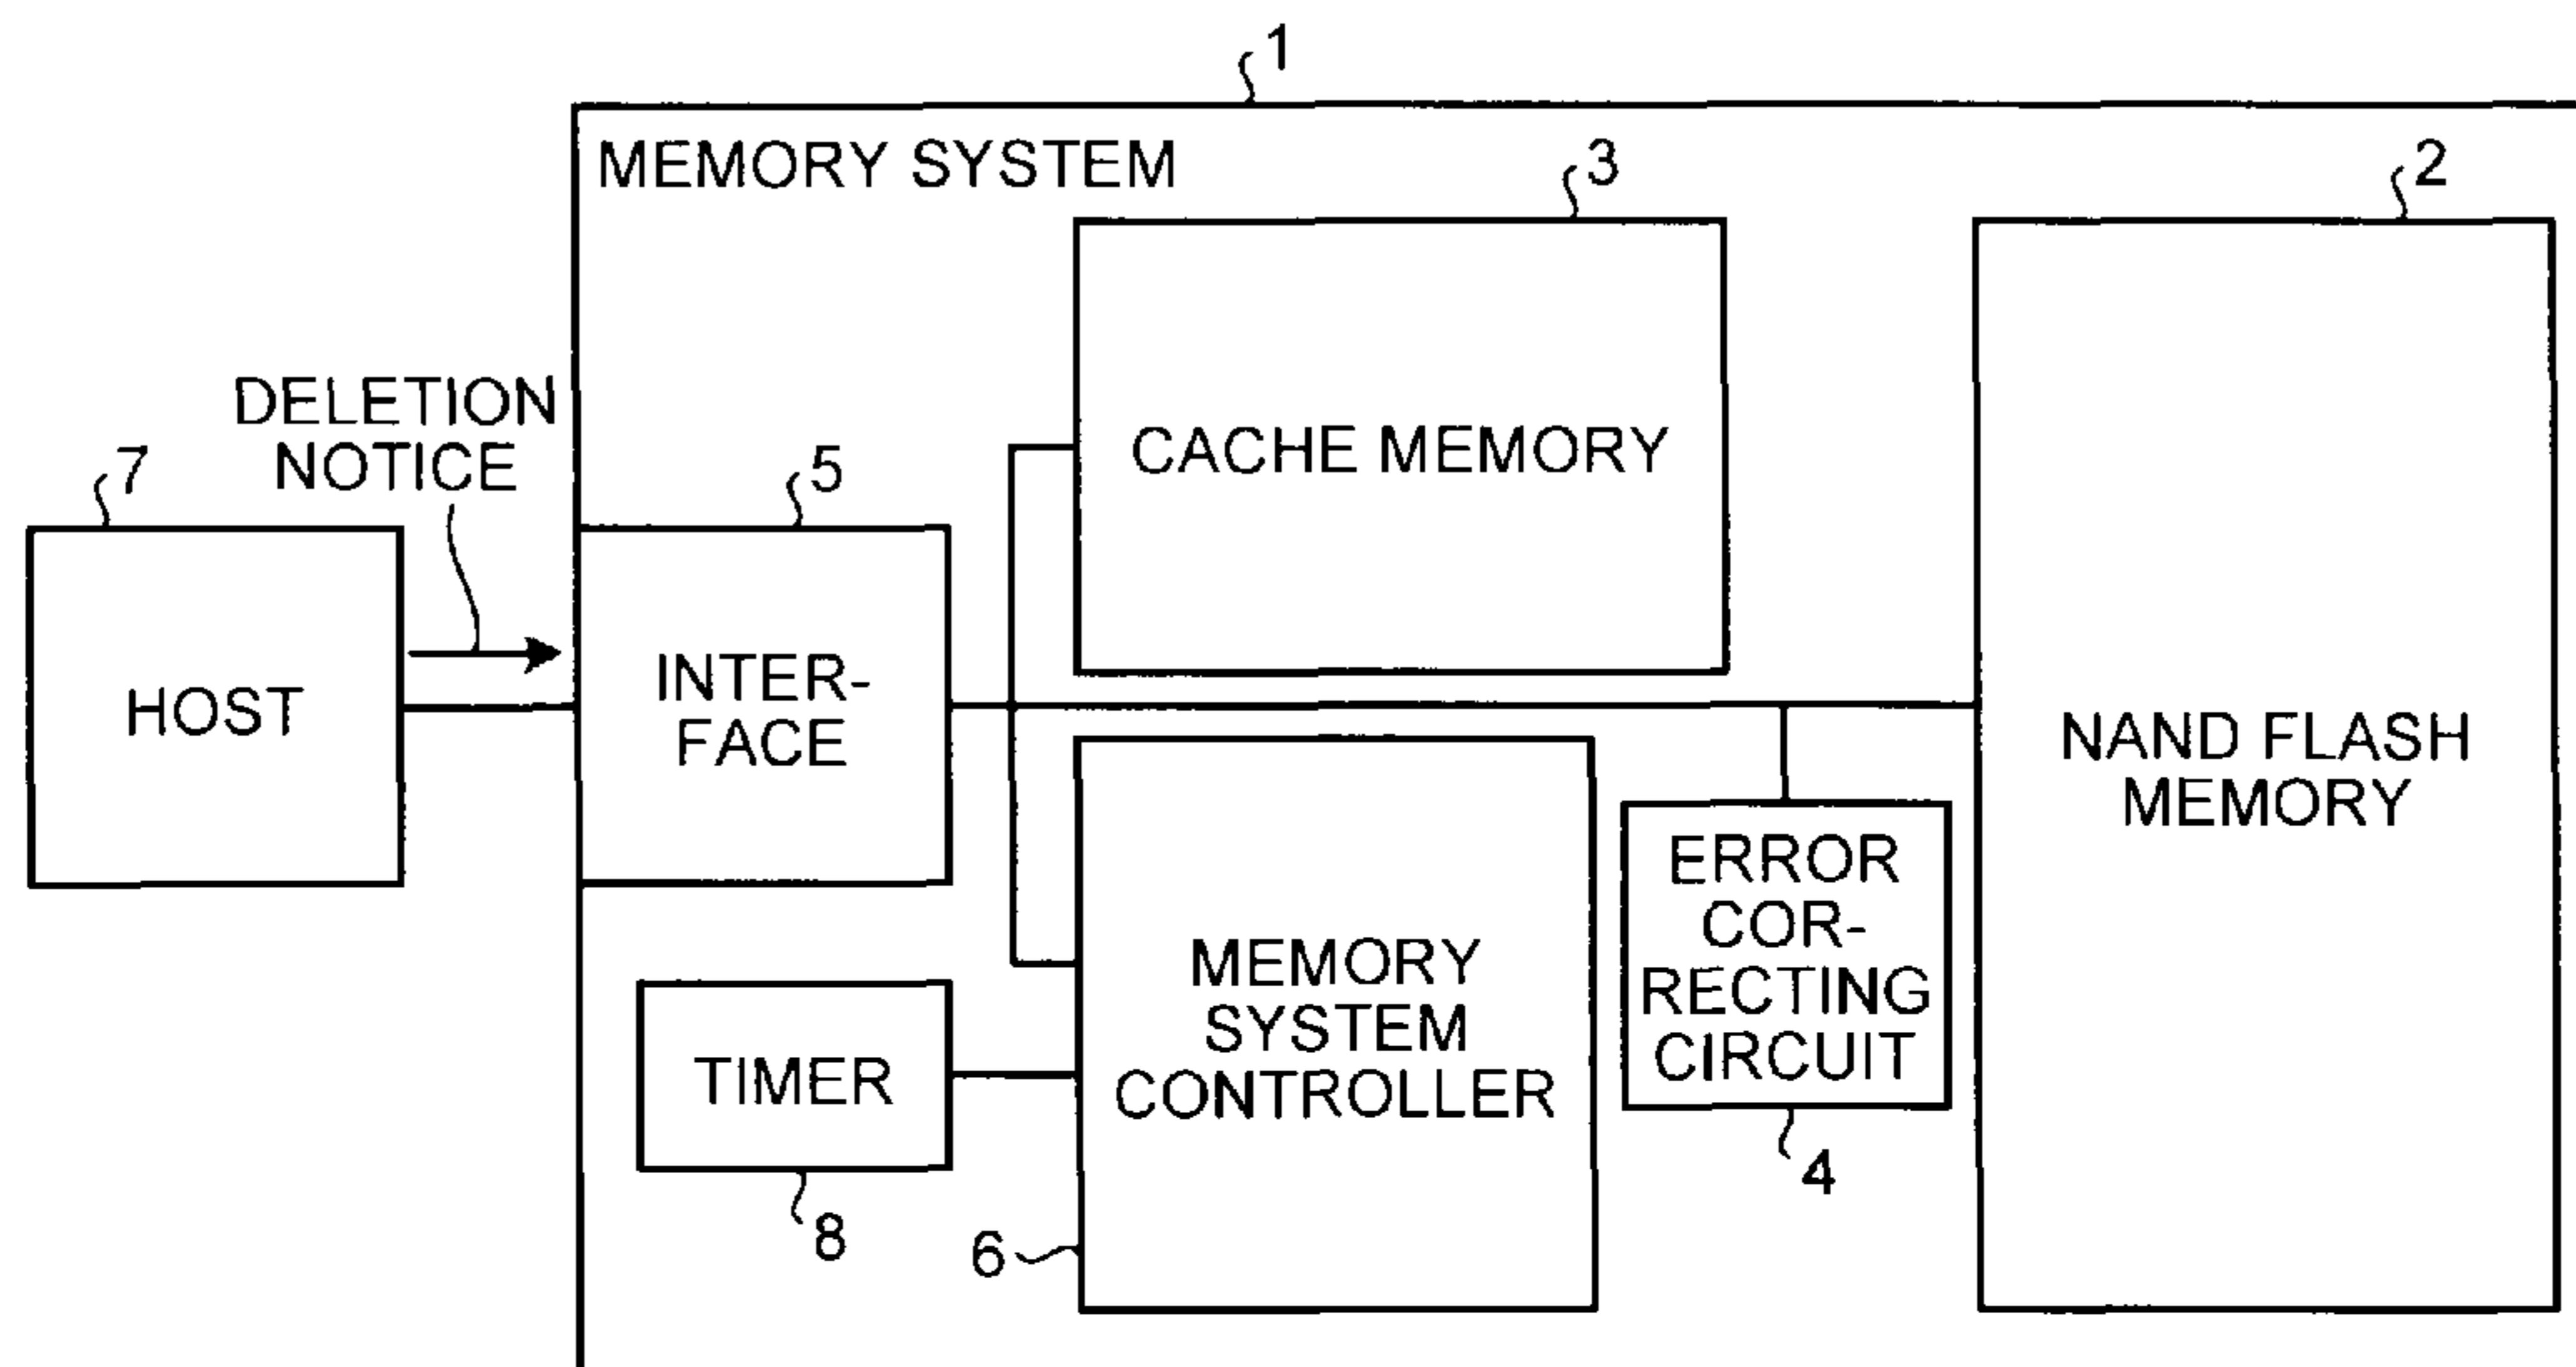 1
MEMORY SYSTEM
3
2
DELETION
NOTICE
7
5
CACHE MEMORY
HOST
INTER-
FACE
NAND FLASH
MEMORY
ERROR
COR-
RECTING
CIRCUIT
4
MEMORY
SYSTEM
CONTROLLER
6
TIMER
8